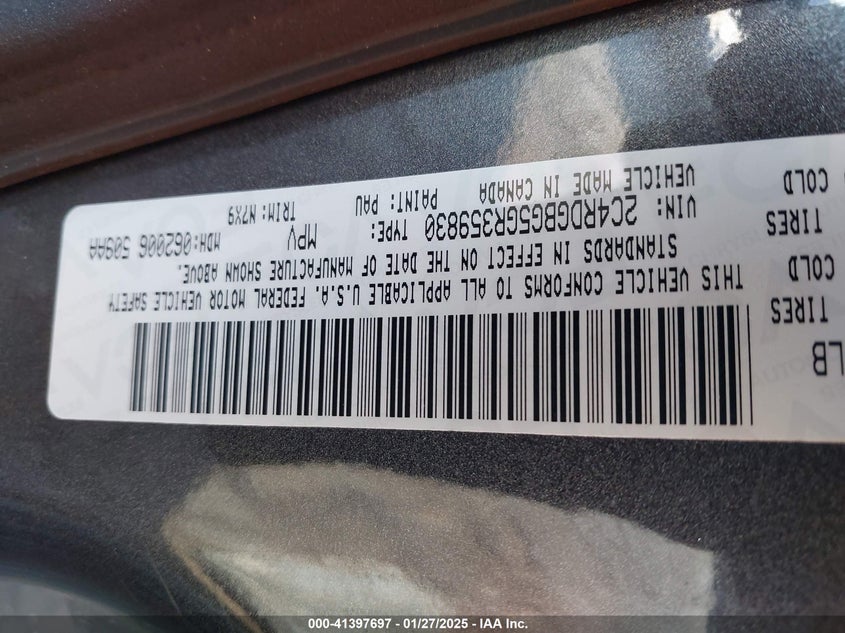 LB
TIRES
COLD
TIRES
COLD
THIS VEHICLE CONFORMS TO ALL APPLICABLE U.S.A. FEDERAL MOTOR VEHICLE SAFETY
STANDARDS IN EFFECT ON THE DATE OF MANUFACTURE SHOWN ABOVE.
VIN: 2C4RDGBG5GR359830 TYPE: MPV MDH:062006 509AA
VEHICLE MADE IN CANADA PAINT: PAU TRIM: N7X9
000-41397697 - 01/27/2025 - IAA Inc.